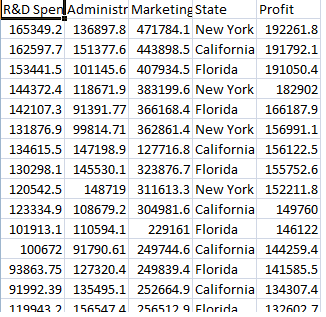 R&D Spen Administr Marketing State Profit
165349.2 136897.8 471784.1 New York 192261.8
162597.7 151377.6 443898.5 California 191792.1
153441.5 101145.6 407934.5 Florida 191050.4
144372.4 118671.9 383199.6 New York 182902
142107.3 91391.77 366168.4 Florida 166187.9
131876.9 99814.71 362861.4 New York 156991.1
134615.5 147198.9 127716.8 California 156122.5
130298.1 145530.1 323876.7 Florida 155752.6
120542.5 148719 311613.3 New York 152211.8
123334.9 108679.2 304981.6 California 149760
101913.1 110594.1 229161 Florida 146122
100672 91790.61 249744.6 California 144259.4
93863.75 127320.4 249839.4 Florida 141585.5
91992.39 135495.1 252664.9 California 134307.4
119943.2 156547.4 256512.9 Florida 132602.7